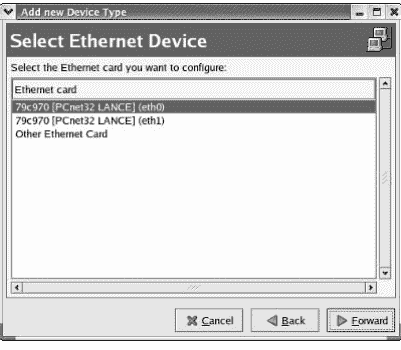 Add new Device Type
Select Ethernet Device
Select the Ethernet card you want to configure:
Ethernet card
79c970 [PCnet32 LANCE] (eth0)
79c970 [PCnet32 LANCE] (eth1)
Other Ethernet Card
Cancel
Back
Forward